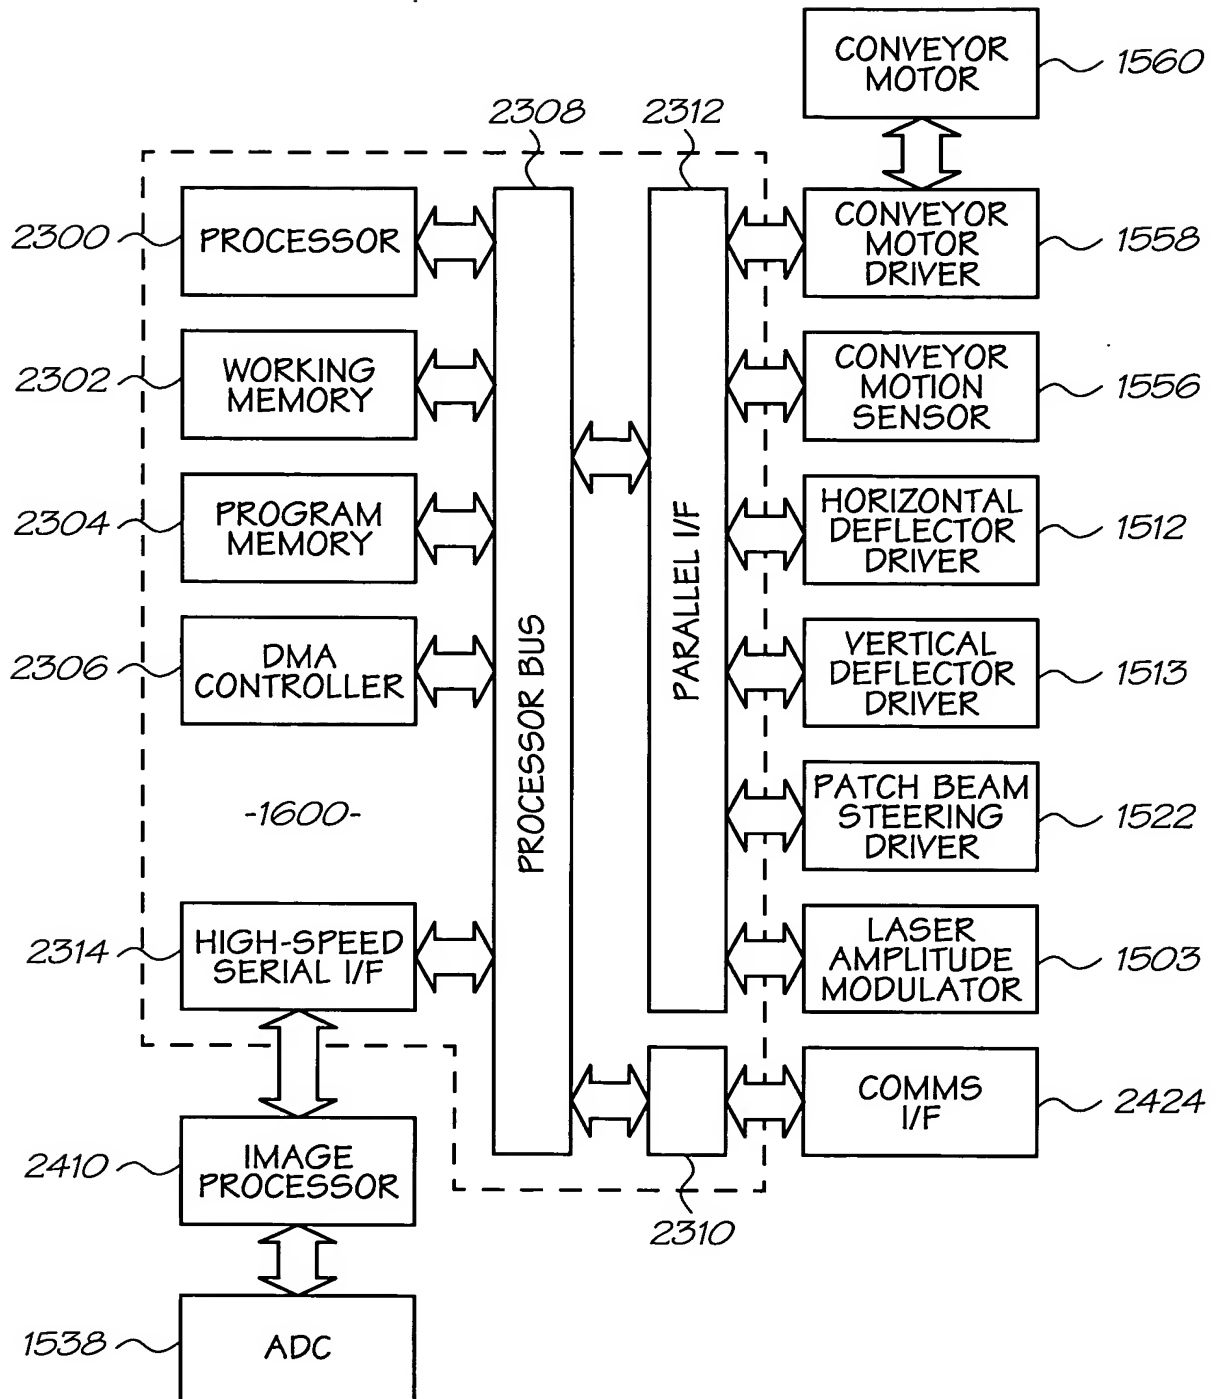 CONVEYOR
MOTOR
1560
2308
2312
2300
PROCESSOR
CONVEYOR
MOTOR
DRIVER
1558
2302
WORKING
MEMORY
CONVEYOR
MOTION
SENSOR
1556
2304
PROGRAM
MEMORY
HORIZONTAL
DEFLECTOR
DRIVER
1512
2306
DMA
CONTROLLER
PROCESSOR BUS
PARALLEL I/F
VERTICAL
DEFLECTOR
DRIVER
1513
-1600-
PATCH BEAM
STEERING
DRIVER
1522
2314
HIGH-SPEED
SERIAL I/F
LASER
AMPLITUDE
MODULATOR
1503
COMMS
I/F
2424
2410
IMAGE
PROCESSOR
2310
1538
ADC